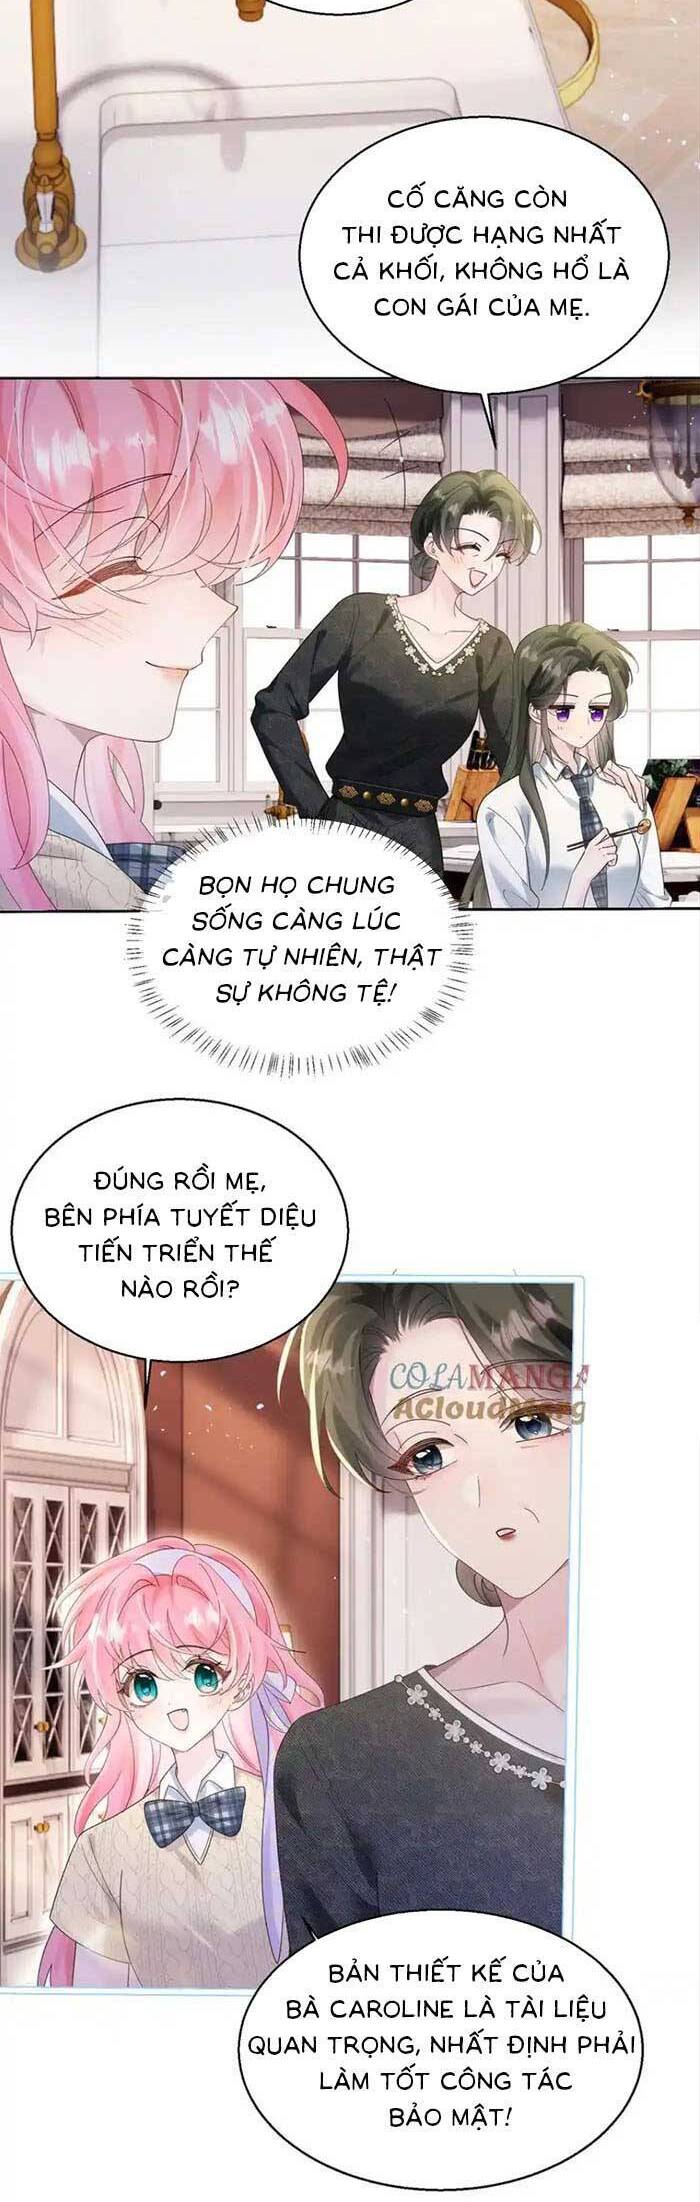 CỐ CĂNG CÒN
THI ĐƯỢC HẠNG NHẤT
CẢ KHỐI, KHÔNG HỔ LÀ
CON GÁI CỦA MẸ.
BỌN HỌ CHUNG
SỐNG CÀNG LÚC
CÀNG TỰ NHIÊN, THẬT
SỰ KHÔNG TỆ!
ĐÚNG RỒI MẸ,
BÊN PHÍA TUYẾT DIỆU
TIẾN TRIỂN THẾ
NÀO RỒI?
COLAMANGA
ACloudMerg
BẢN THIẾT KẾ CỦA
BÀ CAROLINE LÀ TÀI LIỆU
QUAN TRỌNG, NHẤT ĐỊNH PHẢI
LÀM TỐT CÔNG TÁC
BẢO MẬT!